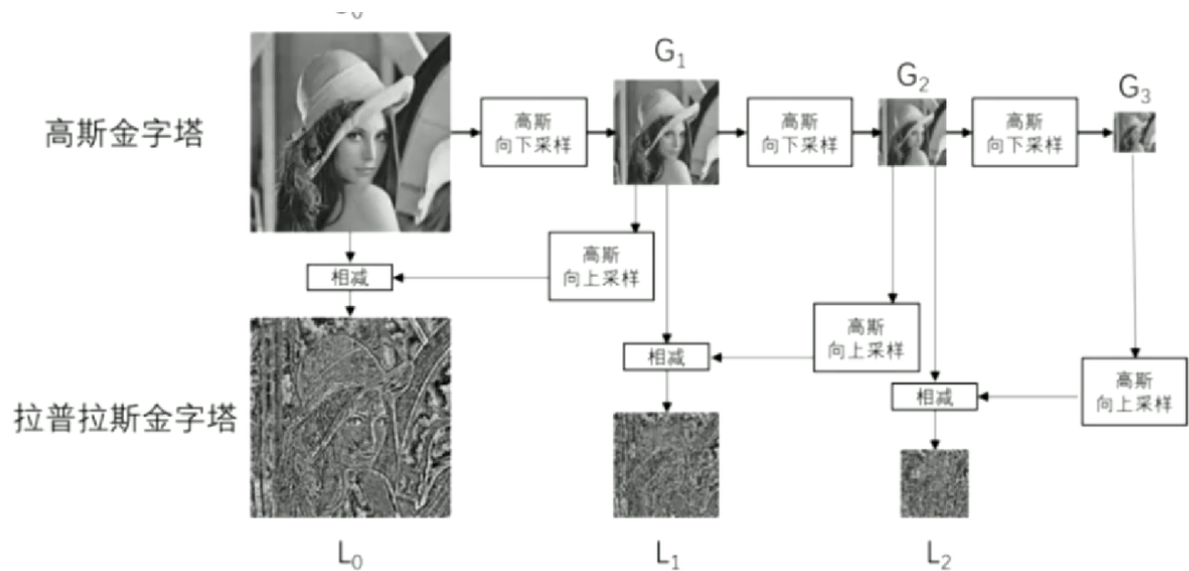 G₁
G₂
G₃
高斯金字塔
高斯
向下采样
高斯
向下采样
高斯
向下采样
高斯
向上采样
相减
高斯
向上采样
相减
高斯
向上采样
相减
拉普拉斯金字塔
L₀
L₁
L₂